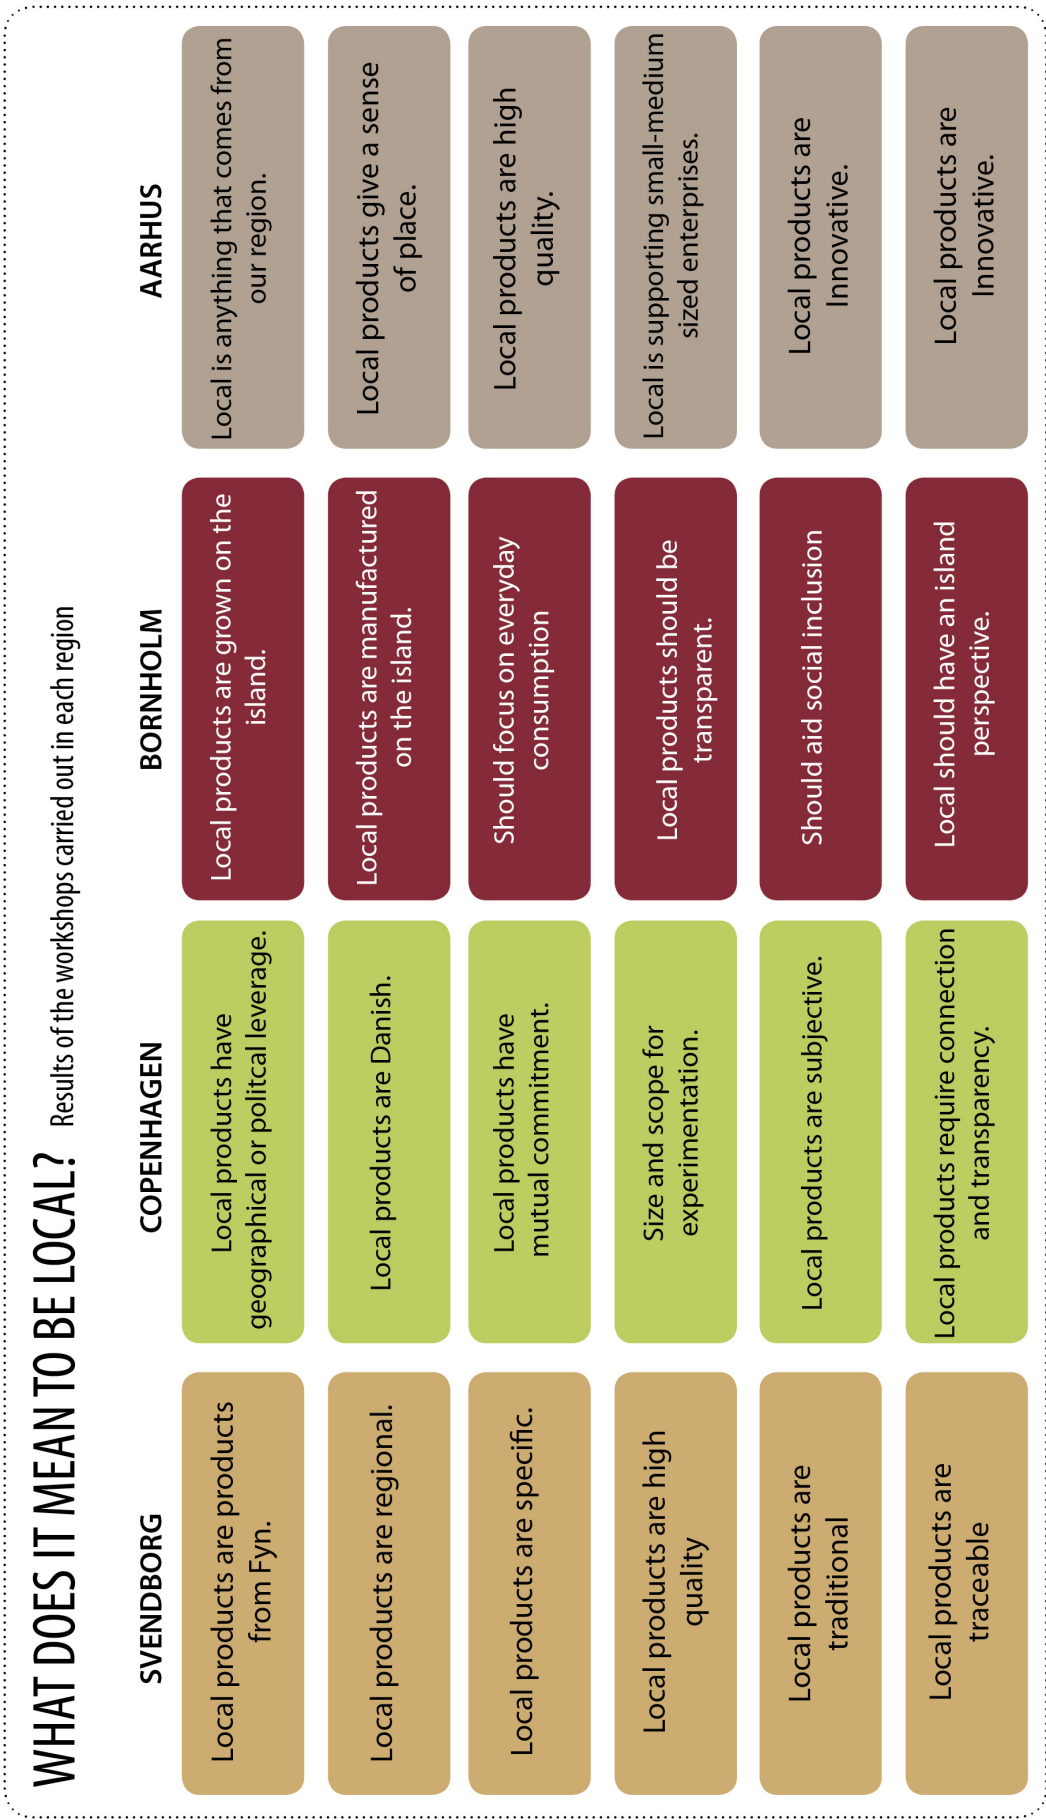 WHAT DOES IT MEAN TO BE LOCAL? Results of the workshops carried out in each region
SVENDBORG
Local products are products
from Fyn.
Local products are regional.
Local products are specific.
Local products are high
quality
Local products are
traditional
Local products are
traceable
COPENHAGEN
Local products have
geographical or politcal leverage.
Local products are Danish.
Local products have
mutual commitment.
Size and scope for
experimentation.
Local products are subjective.
Local products require connection
and transparency.
BORNHOLM
Local products are grown on the
island.
Local products are manufactured
on the island.
Should focus on everyday
consumption
Local products should be
transparent.
Should aid social inclusion
Local should have an island
perspective.
AARHUS
Local is anything that comes from
our region.
Local products give a sense
of place.
Local products are high
quality.
Local is supporting small-medium
sized enterprises.
Local products are
Innovative.
Local products are
Innovative.